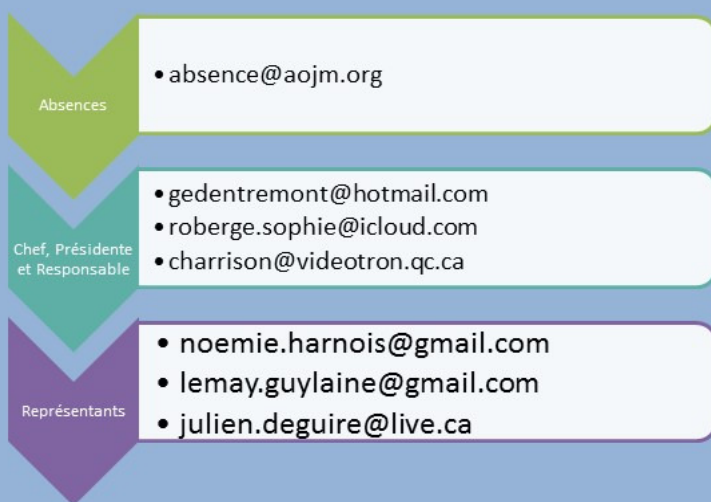 Absences
• absence@aojm.org
Chef, Présidente
et Responsable
• gedentremont@hotmail.com
• roberge.sophie@icloud.com
• charrison@videotron.qc.ca
Représentants
• noemie.harnois@gmail.com
• lemay.guylaine@gmail.com
• julien.deguire@live.ca